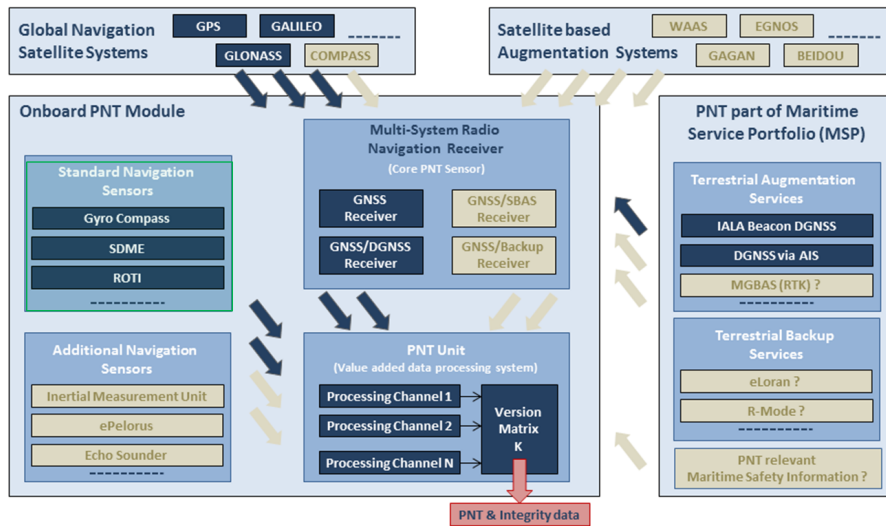 Global Navigation
Satellite Systems
GPS
GALILEO
GLONASS
COMPASS
Satellite based
Augmentation Systems
WAAS
EGNOS
GAGAN
BEIDOU
Onboard PNT Module
Standard Navigation
Sensors
Gyro Compass
SDME
ROTI
Additional Navigation
Sensors
Inertial Measurement Unit
ePelorus
Echo Sounder
Multi-System Radio
Navigation Receiver
(Core PNT Sensor)
GNSS
Receiver
GNSS/SBAS
Receiver
GNSS/DGNSS
Receiver
GNSS/Backup
Receiver
PNT Unit
(Value added data processing system)
Processing Channel 1
Processing Channel 2
Processing Channel N
Version
Matrix
K
PNT & Integrity data
PNT part of Maritime
Service Portfolio (MSP)
Terrestrial Augmentation
Services
IALA Beacon DGNSS
DGNSS via AIS
MGBAS (RTK) ?
Terrestrial Backup
Services
eLoran ?
R-Mode ?
PNT relevant
Maritime Safety Information ?